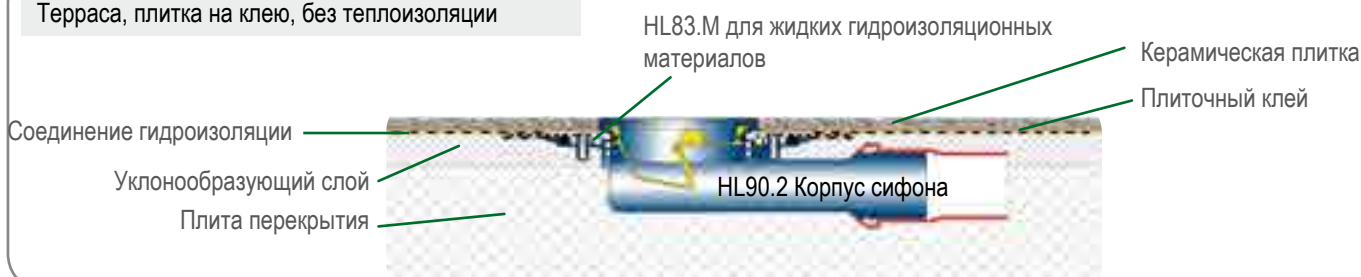 Терраса, плитка на клею, без теплоизоляции
HL83.M для жидких гидроизоляционных
материалов
Керамическая плитка
Плиточный клей
Соединение гидроизоляции
Уклонообразующий слой
HL90.2 Корпус сифона
Плита перекрытия